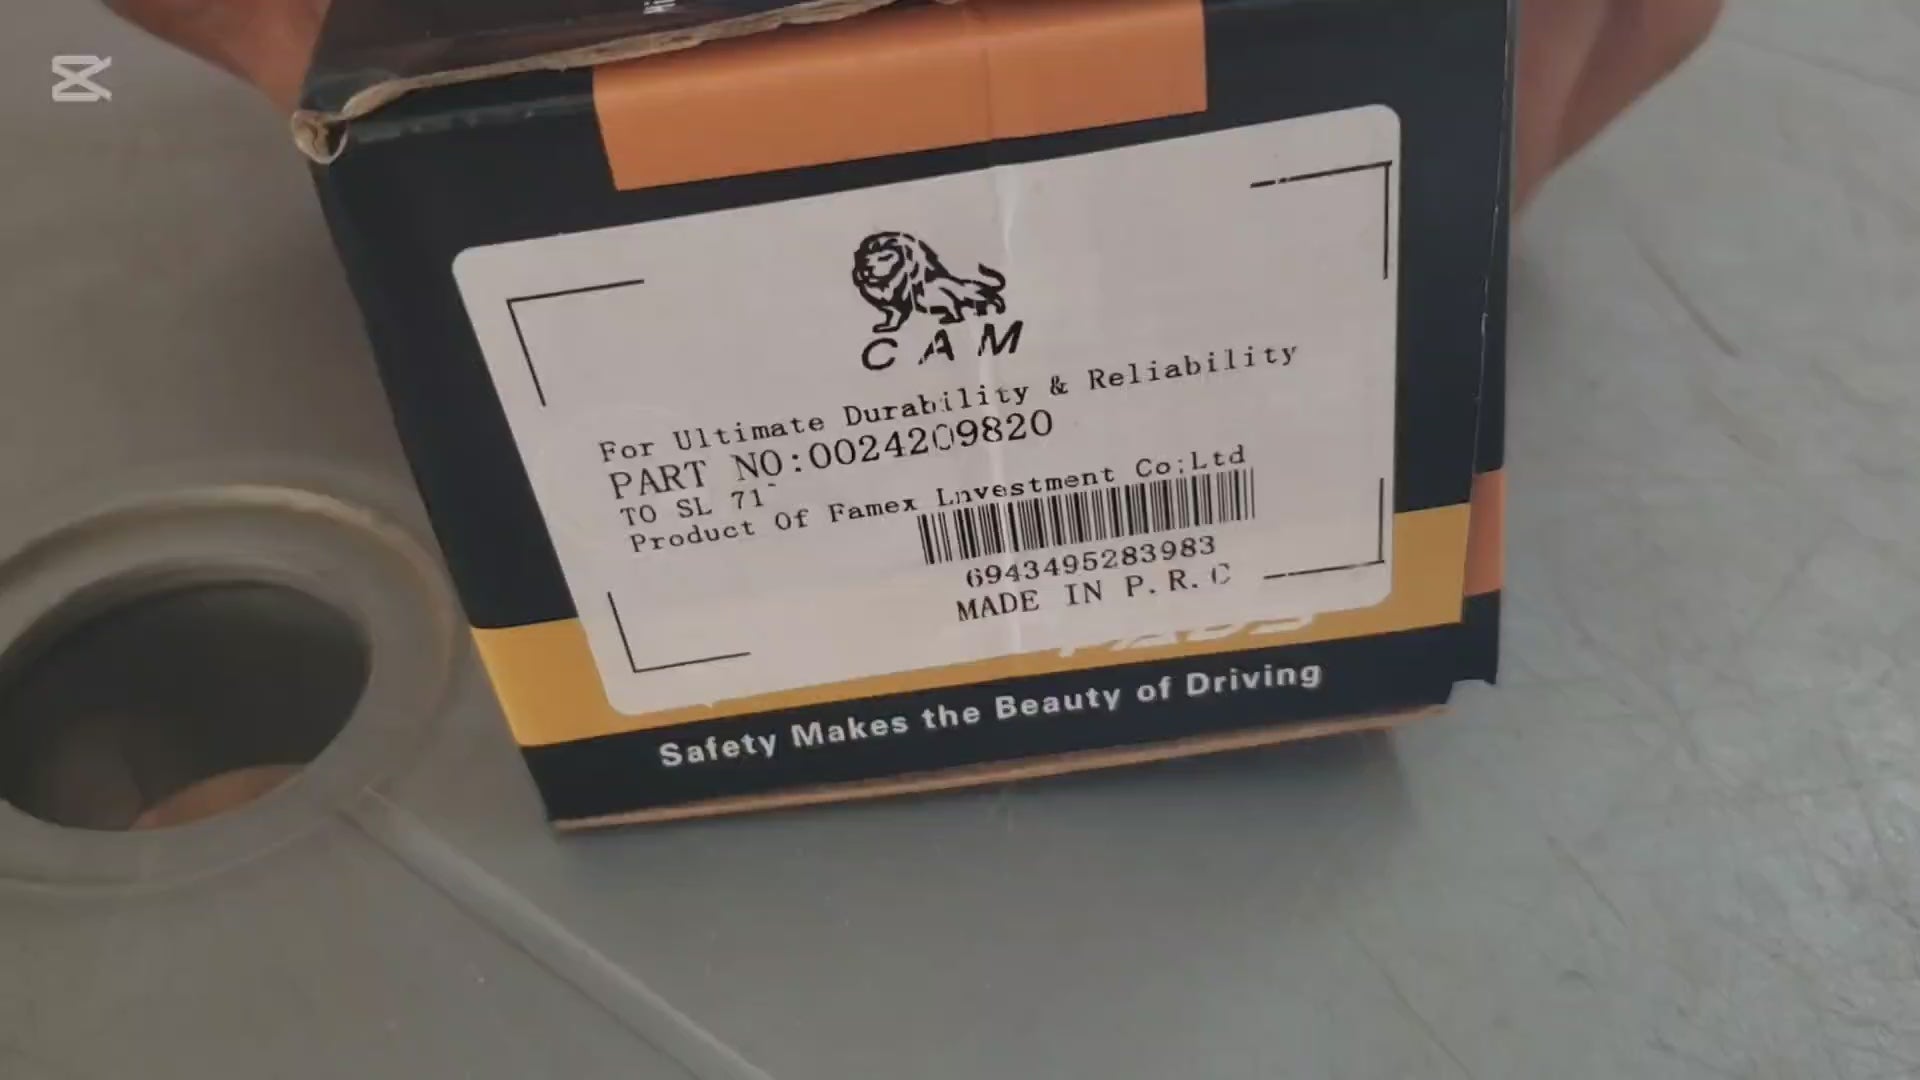 CAM
For Ultimate Durability & Reliability
PART NO:0024209820
TO SL 71
Product Of Famex Lnvestment Co:Ltd
6943495283983
MADE IN P.R.C
PADS
Safety Makes the Beauty of Driving